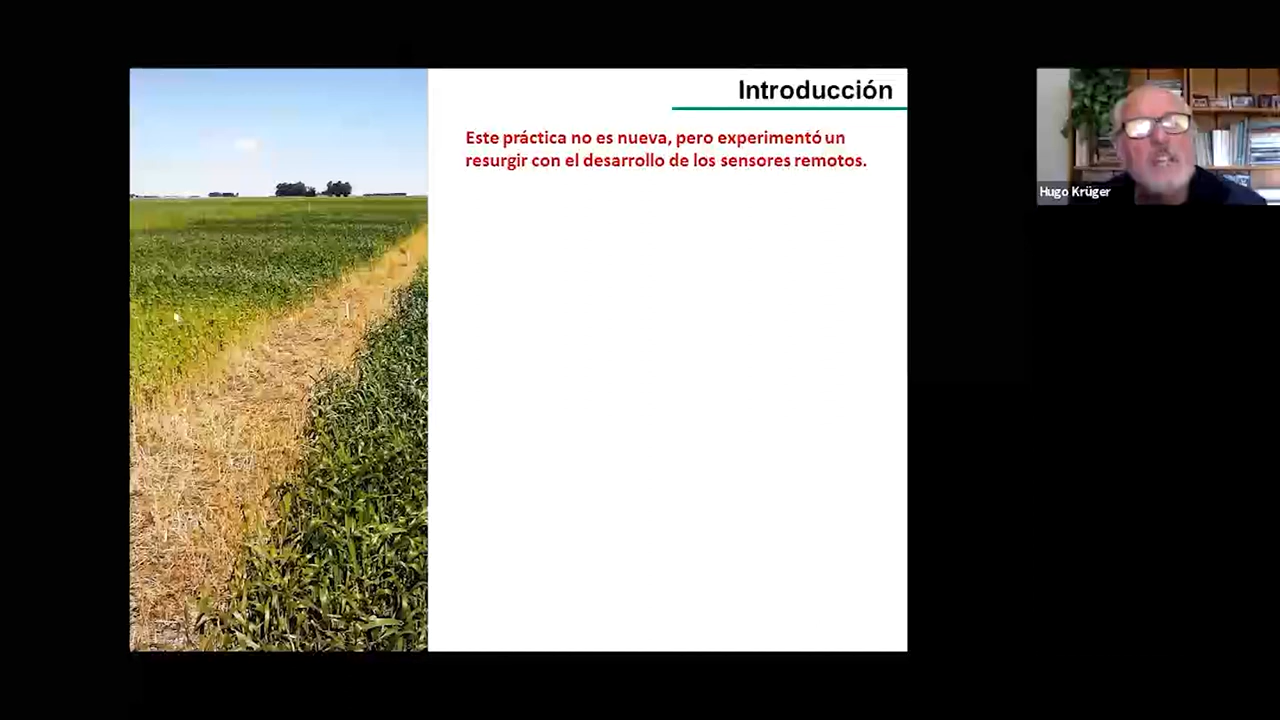 Introducción
Este práctica no es nueva, pero experimentó un
resurgir con el desarrollo de los sensores remotos.
Hugo Krüger